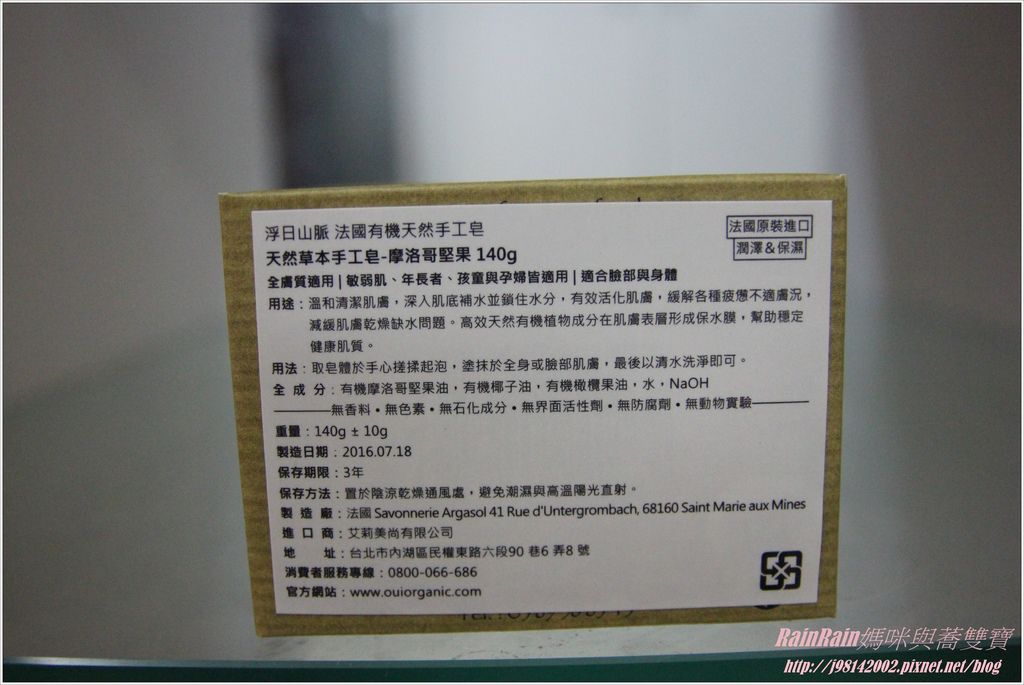 浮日山脈 法國有機天然手工皂
法國原裝進口
潤澤&保濕
天然草本手工皂-摩洛哥堅果 140g
全膚質適用 | 敏弱肌、年長者、孩童與孕婦皆適用 | 適合臉部與身體
用途：溫和清潔肌膚，深入肌底補水並鎖住水分，有效活化肌膚，緩解各種疲憊不適膚況，
減緩肌膚乾燥缺水問題。高效天然有機植物成分在肌膚表層形成保水膜，幫助穩定
健康肌質。
用法：取皂體於手心搓揉起泡，塗抹於全身或臉部肌膚，最後以清水洗淨即可。
全 成 分：有機摩洛哥堅果油，有機椰子油，有機橄欖果油，水，NaOH
無香料・無色素・無石化成分・無界面活性劑・無防腐劑・無動物實驗
重量：140g ± 10g
製造日期：2016.07.18
保存期限：3年
保存方法：置於陰涼乾燥通風處，避免潮濕與高溫陽光直射。
製 造 廠：法國 Savonnerie Argasol 41 Rue d'Untergrombach, 68160 Saint Marie aux Mines
進 口 商：艾莉美尚有限公司
地 址：台北市內湖區民權東路六段90 巷6 弄8 號
消費者服務專線：0800-066-686
官方網站：www.ouiorganic.com
RainRain媽咪與蕎雙寶
http://j98142002.pixnet.net/blog